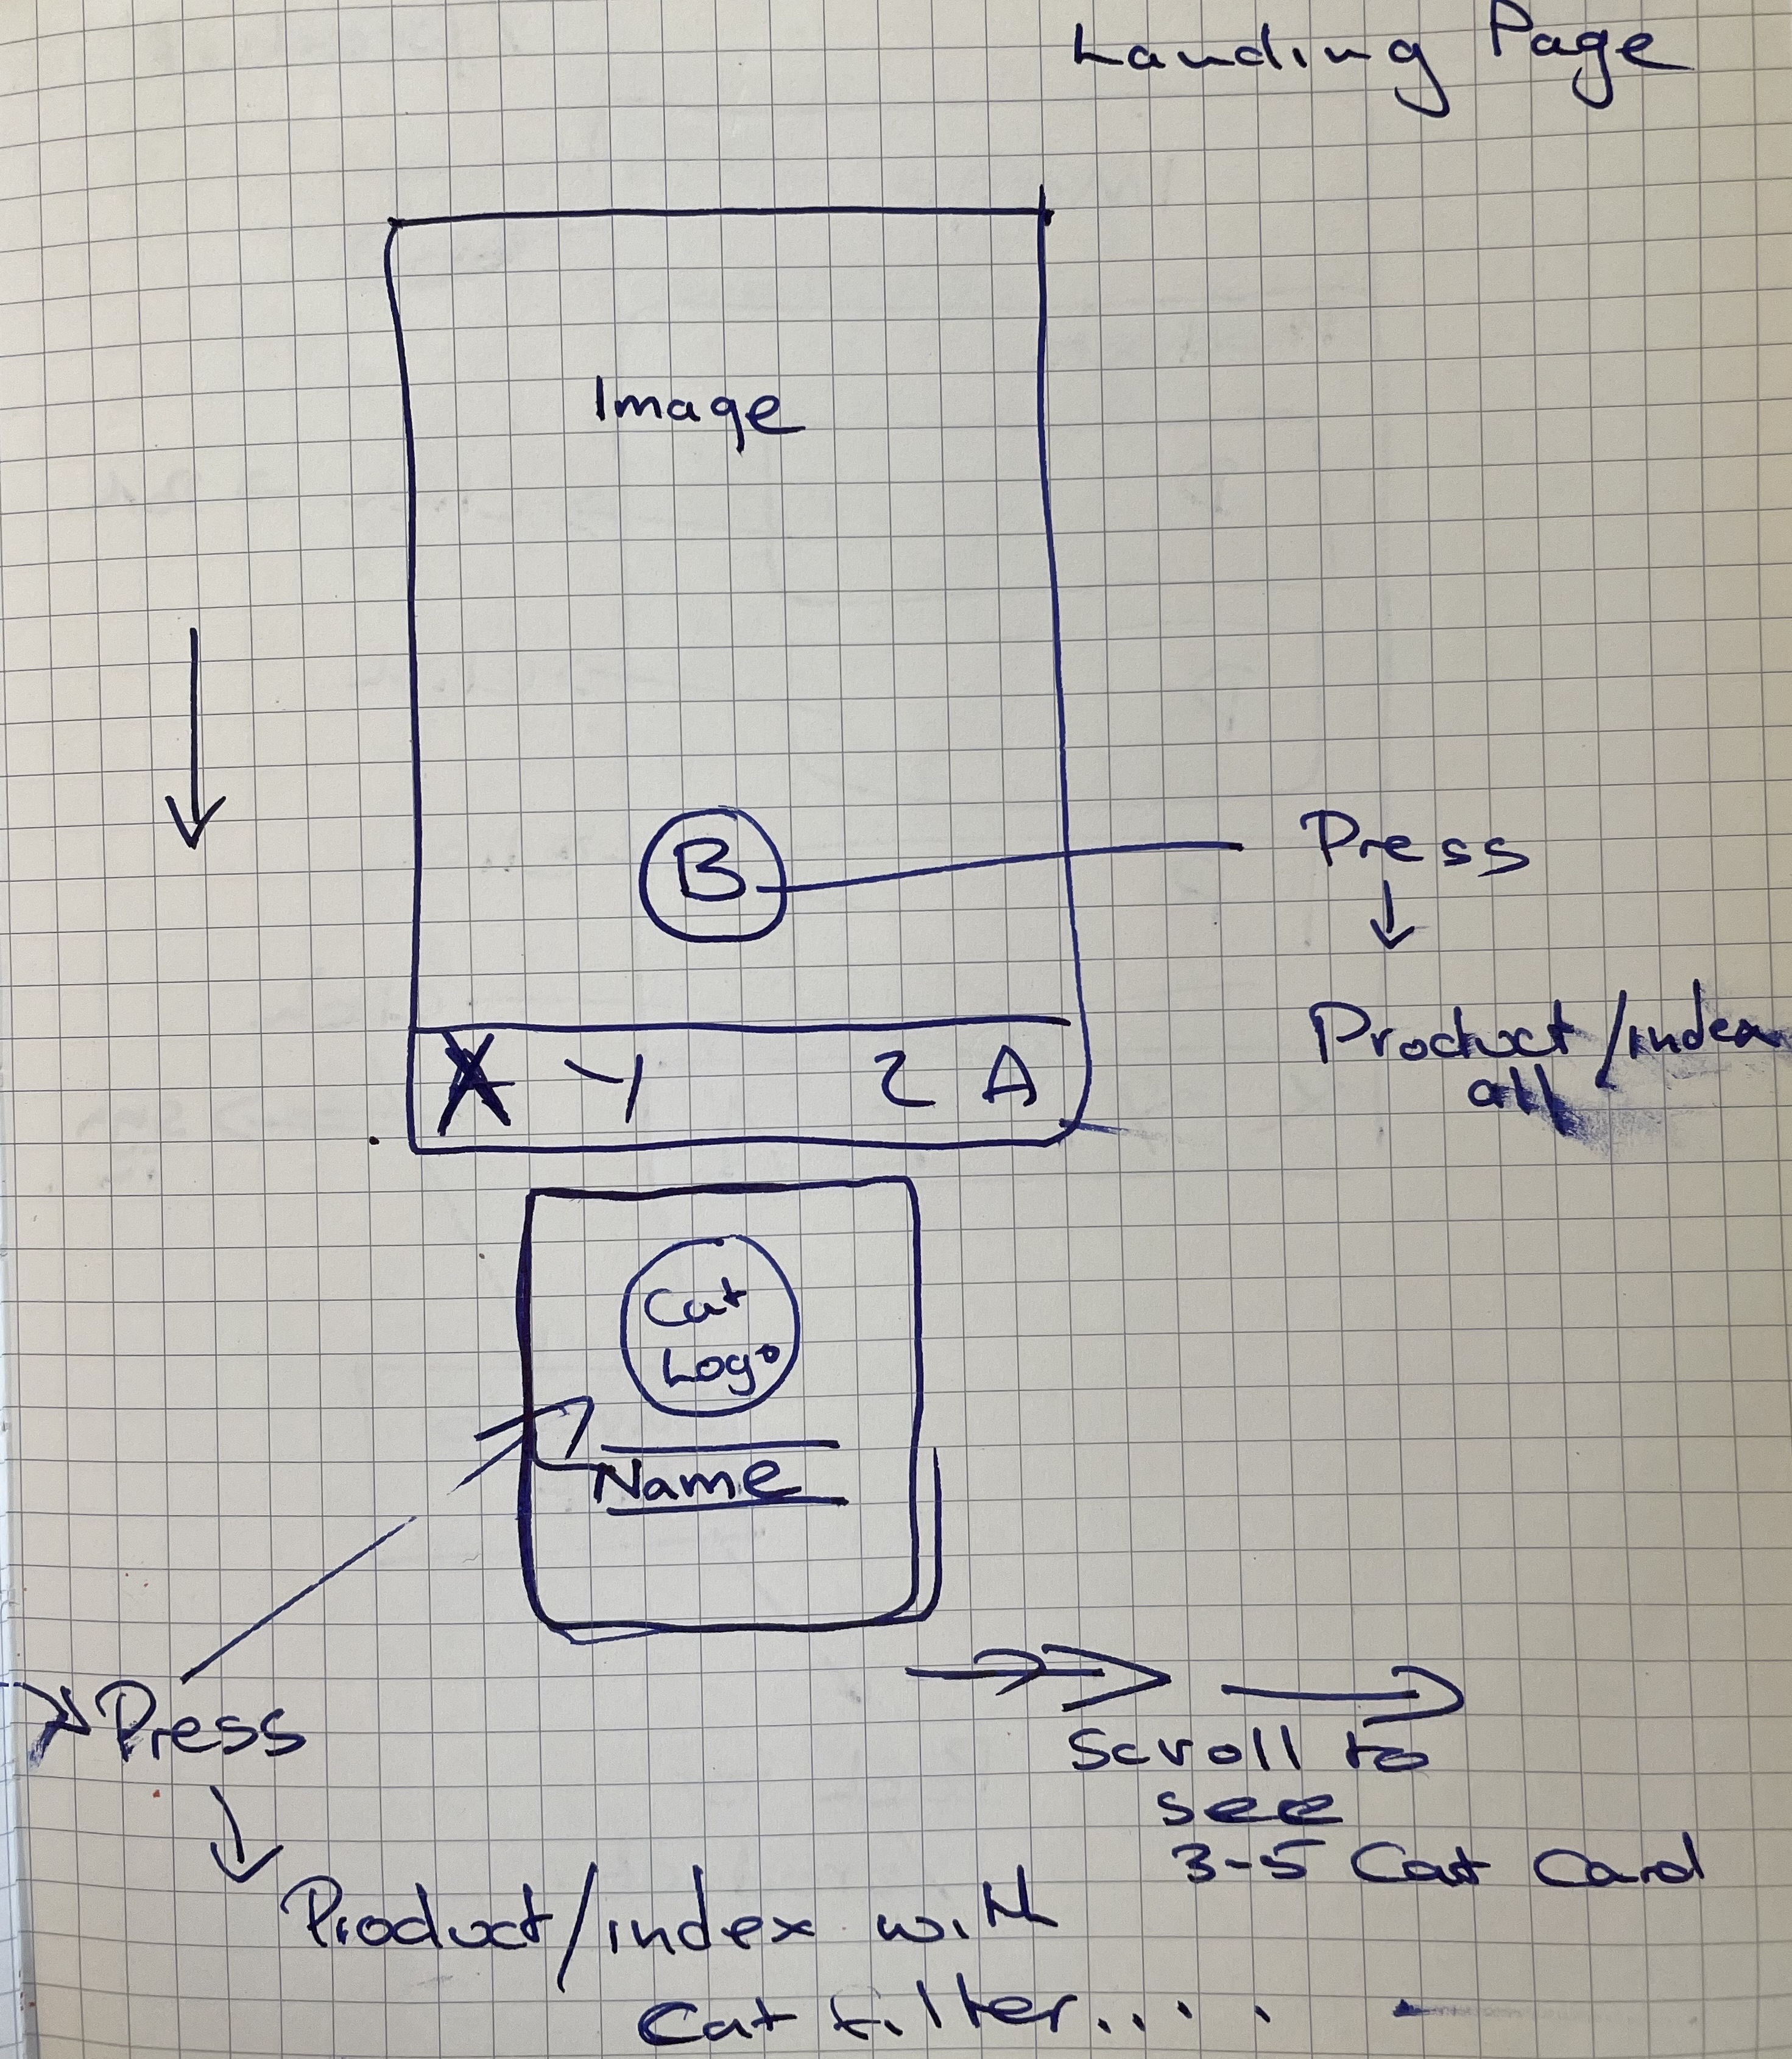 Landing Page
Image
B
Press
Product/index
all
X Y Z A
Cat
Logo
Name
Press
Scroll to
see
3-5 Cat Card
Product/index with
Cat filter....